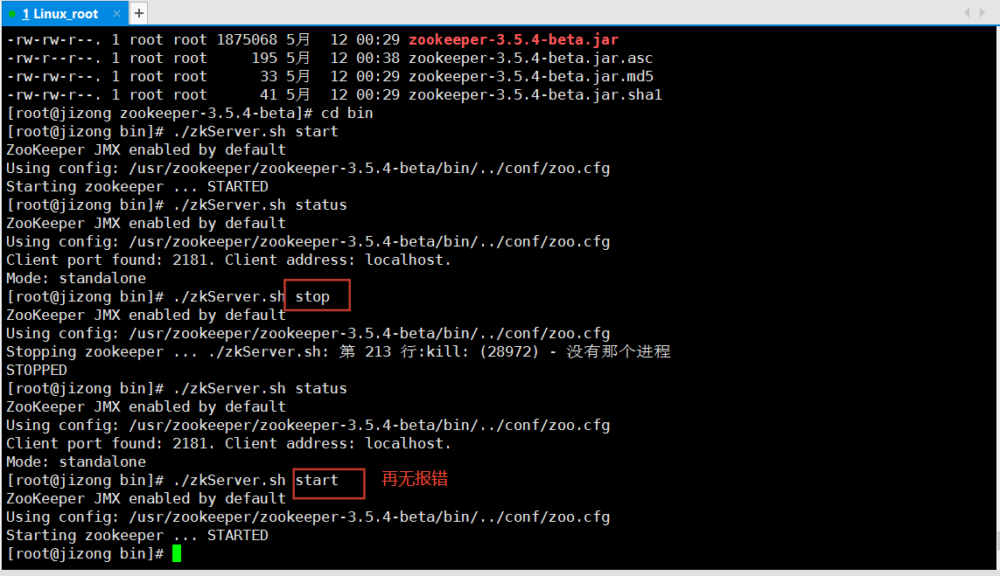 1 Linux_root × +
-rw-rw-r--. 1 root root 1875068 5月  12 00:29 zookeeper-3.5.4-beta.jar
-rw-r--r--. 1 root root     195 5月  12 00:38 zookeeper-3.5.4-beta.jar.asc
-rw-rw-r--. 1 root root      33 5月  12 00:29 zookeeper-3.5.4-beta.jar.md5
-rw-rw-r--. 1 root root      41 5月  12 00:29 zookeeper-3.5.4-beta.jar.sha1
[root@jizong zookeeper-3.5.4-beta]# cd bin
[root@jizong bin]# ./zkServer.sh start
ZooKeeper JMX enabled by default
Using config: /usr/zookeeper/zookeeper-3.5.4-beta/bin/../conf/zoo.cfg
Starting zookeeper ... STARTED
[root@jizong bin]# ./zkServer.sh status
ZooKeeper JMX enabled by default
Using config: /usr/zookeeper/zookeeper-3.5.4-beta/bin/../conf/zoo.cfg
Client port found: 2181. Client address: localhost.
Mode: standalone
[root@jizong bin]# ./zkServer.sh stop
ZooKeeper JMX enabled by default
Using config: /usr/zookeeper/zookeeper-3.5.4-beta/bin/../conf/zoo.cfg
Stopping zookeeper ... ./zkServer.sh: 第 213 行:kill: (28972) - 没有那个进程
STOPPED
[root@jizong bin]# ./zkServer.sh status
ZooKeeper JMX enabled by default
Using config: /usr/zookeeper/zookeeper-3.5.4-beta/bin/../conf/zoo.cfg
Client port found: 2181. Client address: localhost.
Mode: standalone
[root@jizong bin]# ./zkServer.sh start 再无报错
ZooKeeper JMX enabled by default
Using config: /usr/zookeeper/zookeeper-3.5.4-beta/bin/../conf/zoo.cfg
Starting zookeeper ... STARTED
[root@jizong bin]#